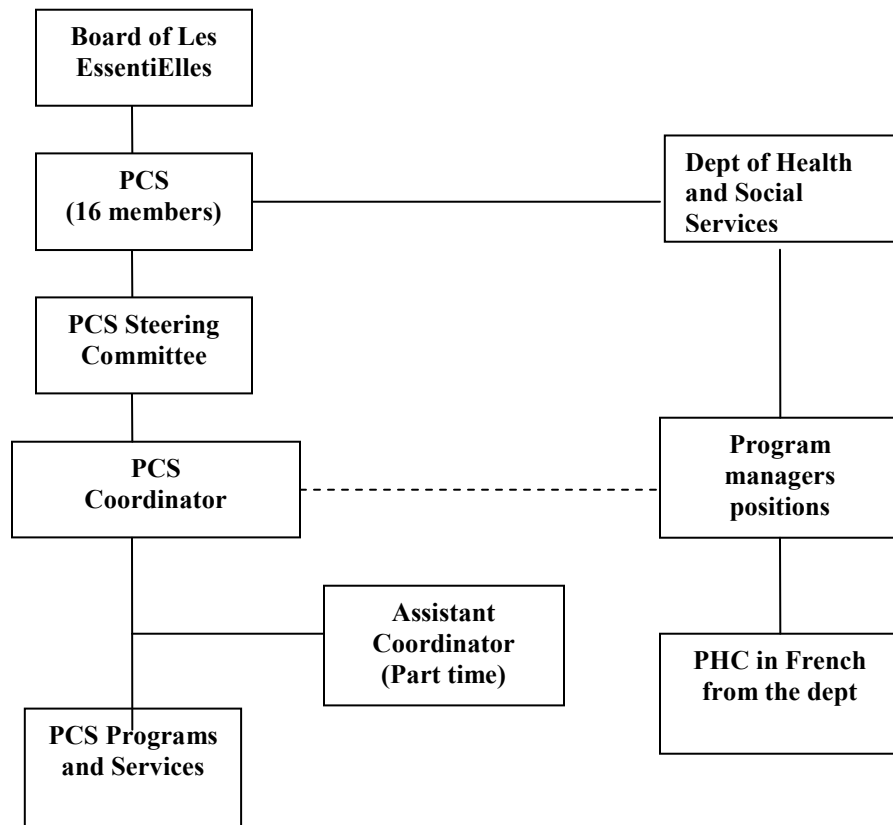 Board of Les
EssentiElles
PCS
(16 members)
Dept of Health
and Social
Services
PCS Steering
Committee
PCS
Coordinator
Program
managers
positions
Assistant
Coordinator
(Part time)
PHC in French
from the dept
PCS Programs
and Services